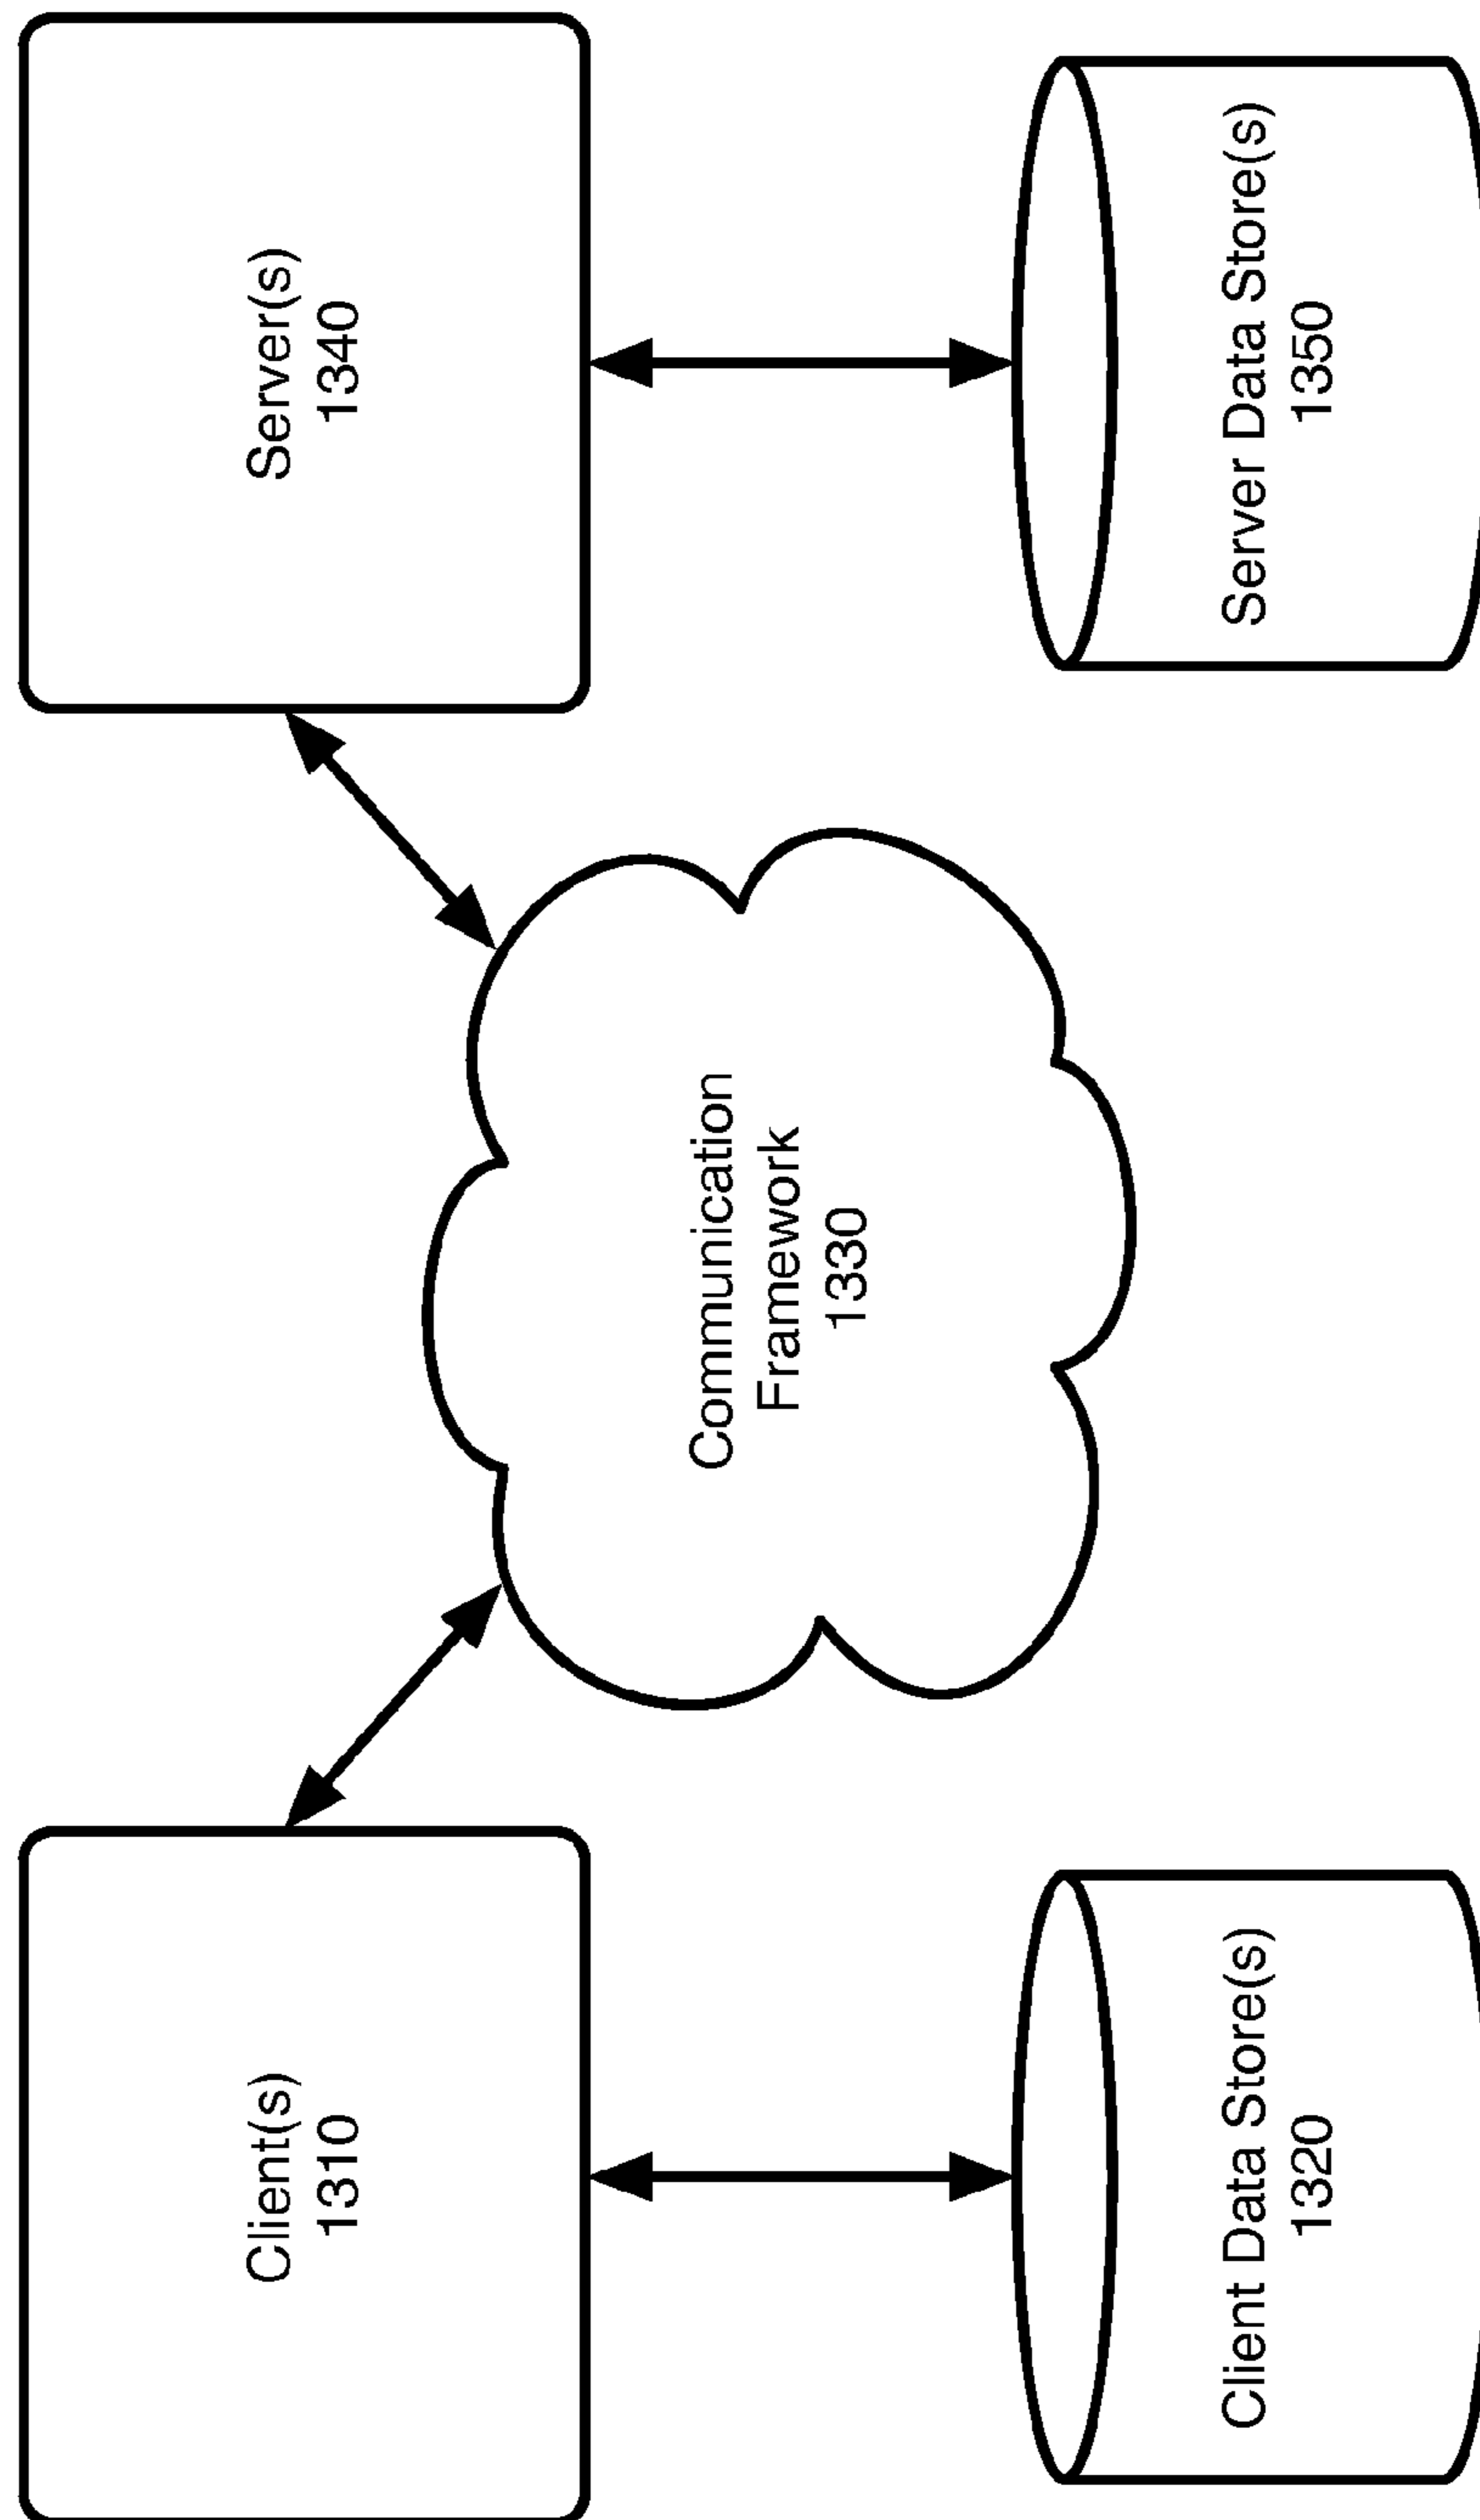 Client(s)
1310
Server(s)
1340
Communication
Framework
1330
Client Data Store(s)
1320
Server Data Store(s)
1350